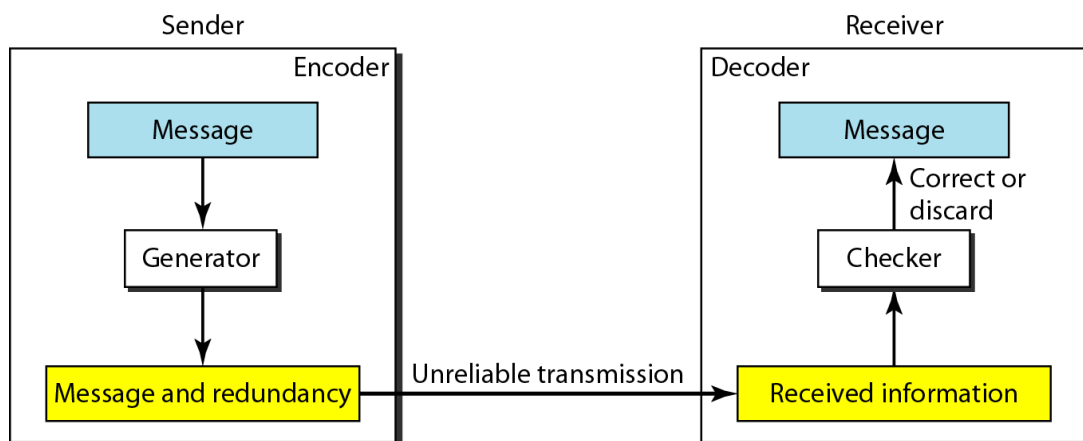 Sender
Receiver
Encoder
Decoder
Message
Message
Correct or
discard
Generator
Checker
Unreliable transmission
Message and redundancy
Received information